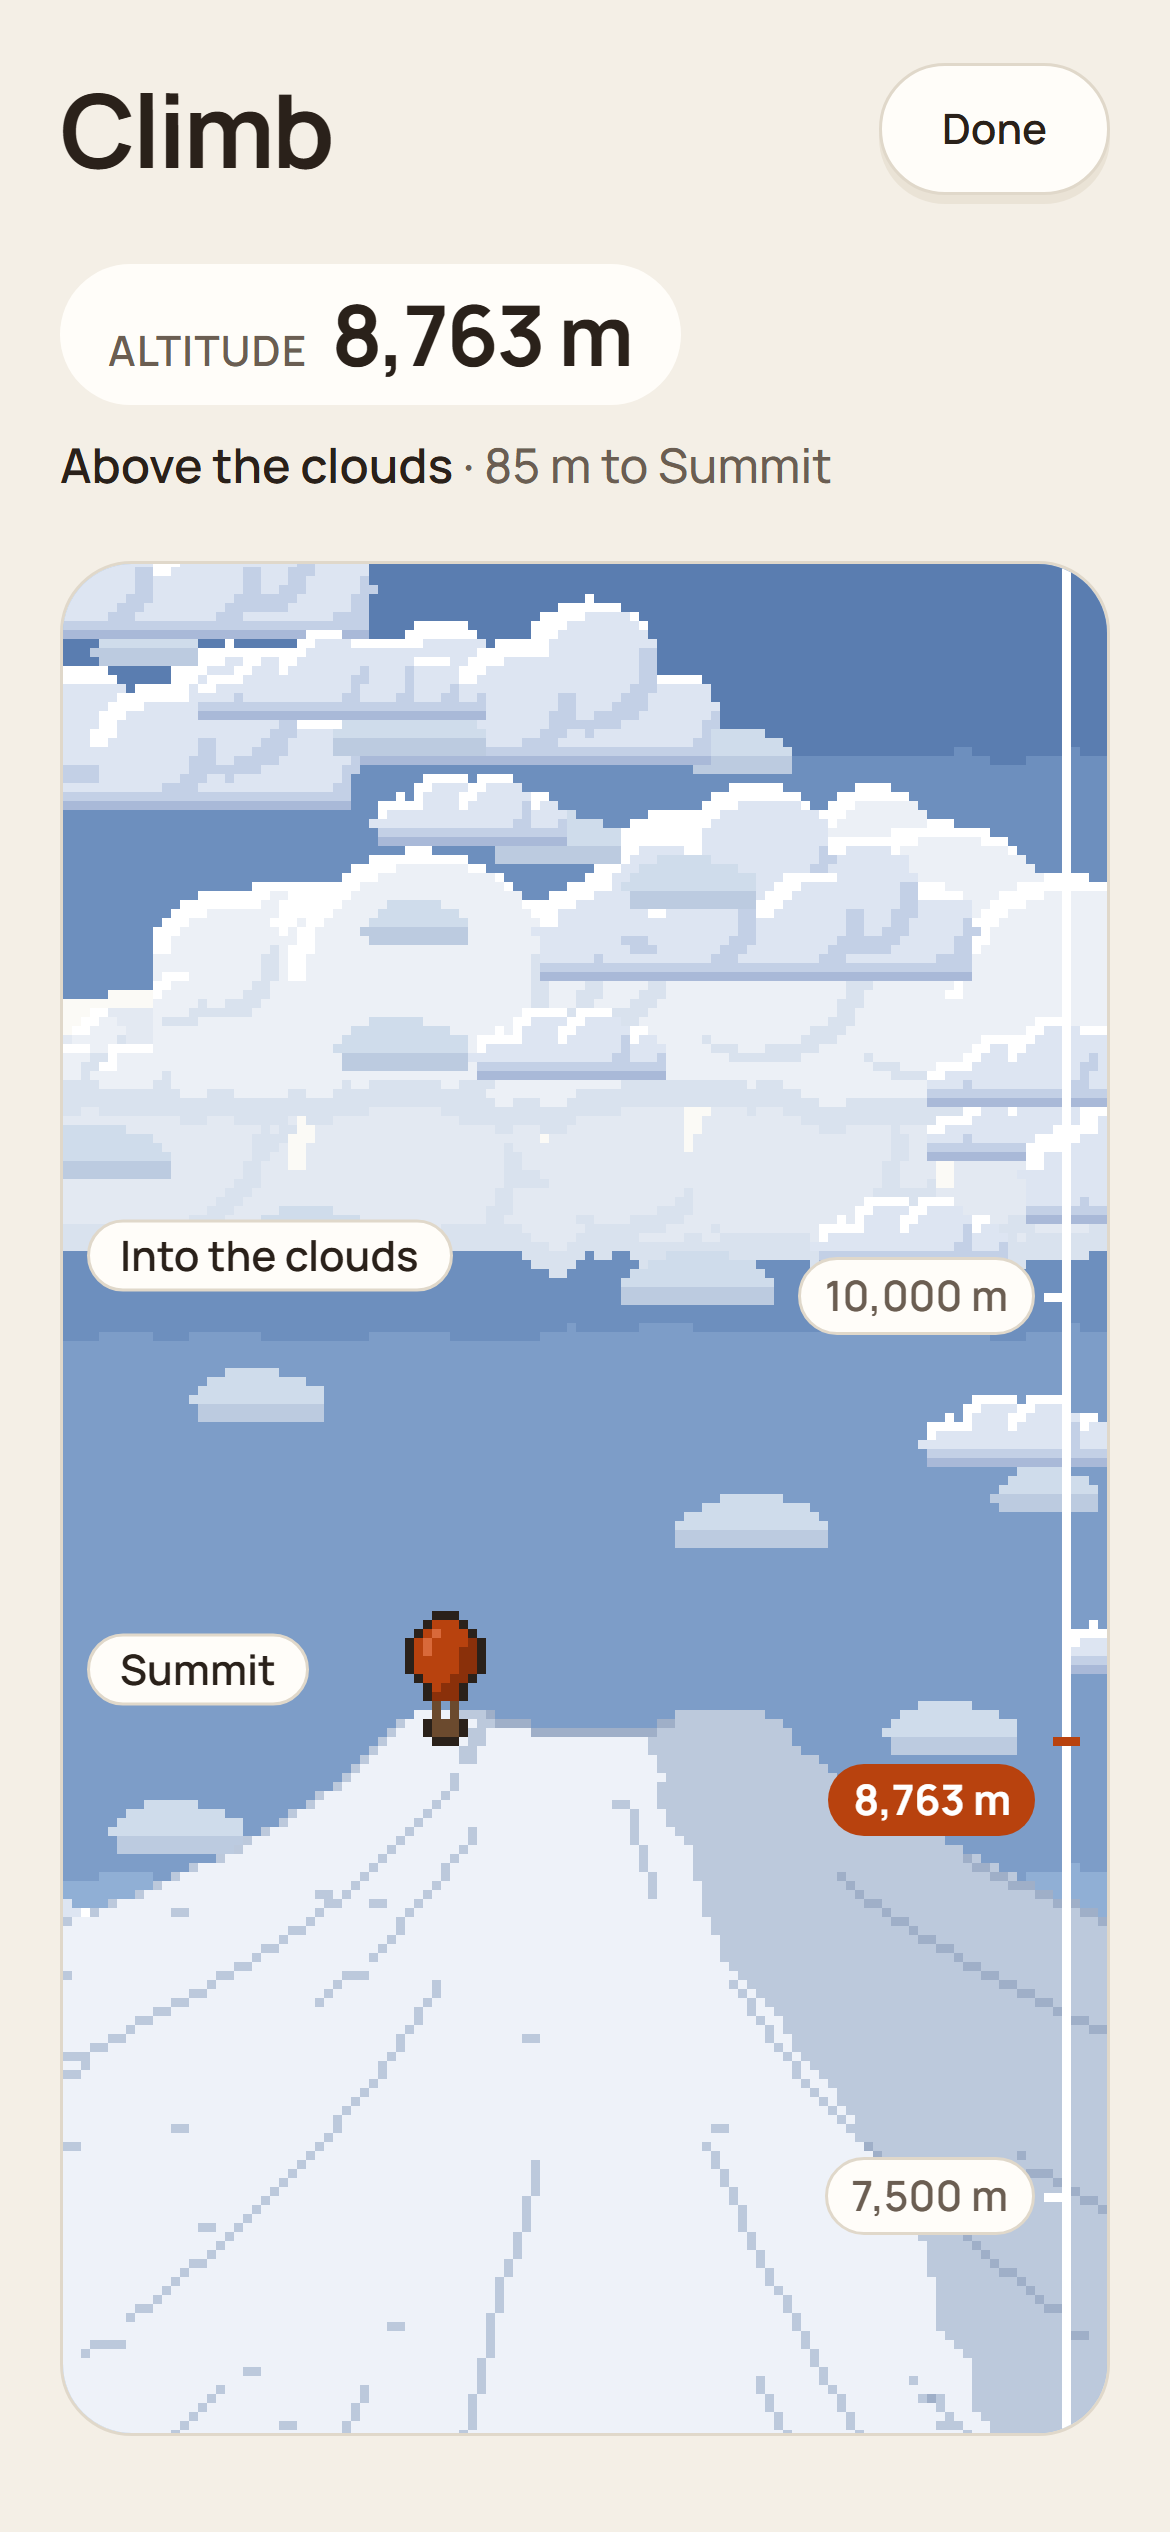 Climb
Done
ALTITUDE 8,763 m
Above the clouds · 85 m to Summit
Into the clouds
10,000 m
Summit
8,763 m
7,500 m